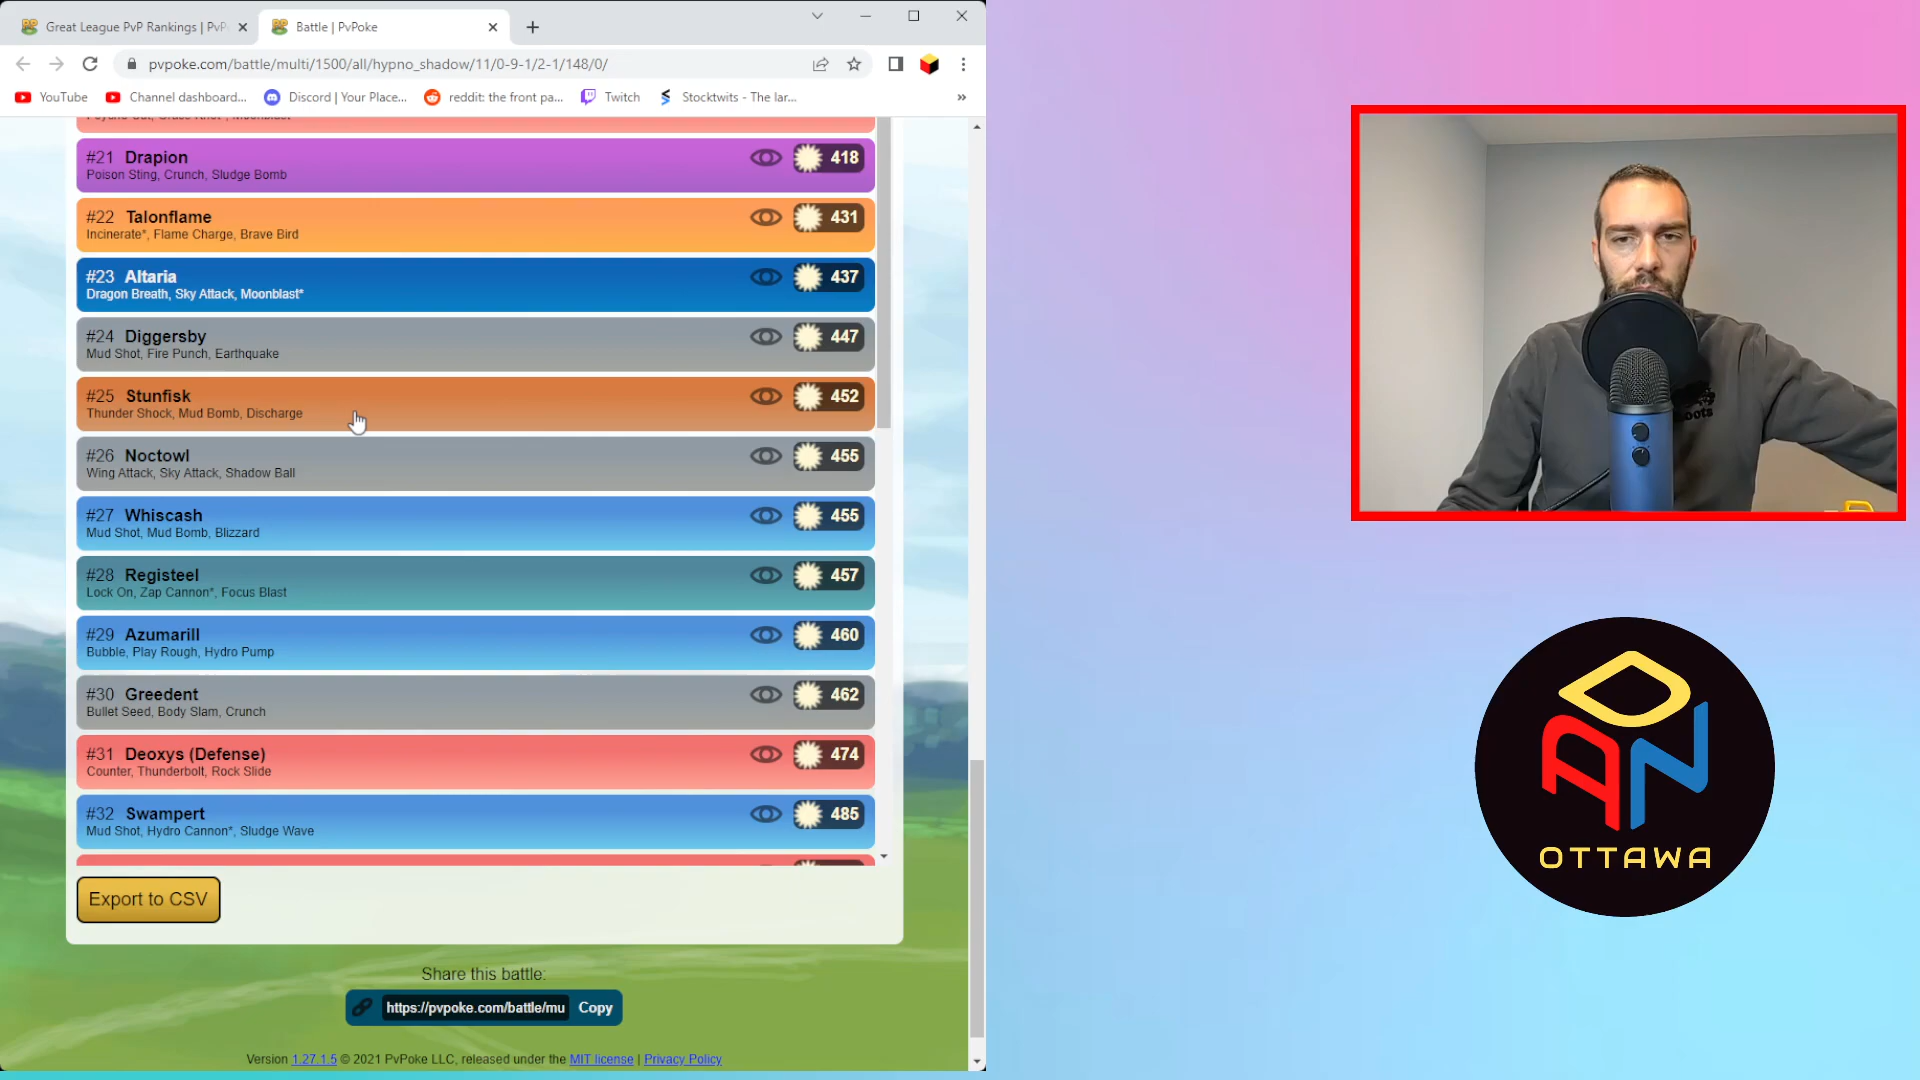 Great League PvP Rankings | PvP
Battle | PvPoke
pvpoke.com/battle/multi/1500/all/hypno_shadow/11/0-9-1/2-1/148/0/
YouTube
Channel dashboard...
Discord | Your Place...
reddit: the front pa...
Twitch
Stocktwits - The lar...
»
#21 Drapion 418
Poison Sting, Crunch, Sludge Bomb
#22 Talonflame 431
Incinerate*, Flame Charge, Brave Bird
#23 Altaria 437
Dragon Breath, Sky Attack, Moonblast*
#24 Diggersby 447
Mud Shot, Fire Punch, Earthquake
#25 Stunfisk 452
Thunder Shock, Mud Bomb, Discharge
#26 Noctowl 455
Wing Attack, Sky Attack, Shadow Ball
#27 Whiscash 455
Mud Shot, Mud Bomb, Blizzard
#28 Registeel 457
Lock On, Zap Cannon*, Focus Blast
#29 Azumarill 460
Bubble, Play Rough, Hydro Pump
#30 Greedent 462
Bullet Seed, Body Slam, Crunch
#31 Deoxys (Defense) 474
Counter, Thunderbolt, Rock Slide
#32 Swampert 485
Mud Shot, Hydro Cannon*, Sludge Wave
Export to CSV
Share this battle:
https://pvpoke.com/battle/mu Copy
Version 1.27.1.5 © 2021 PvPoke LLC, released under the MIT license | Privacy Policy
DAN
OTTAWA